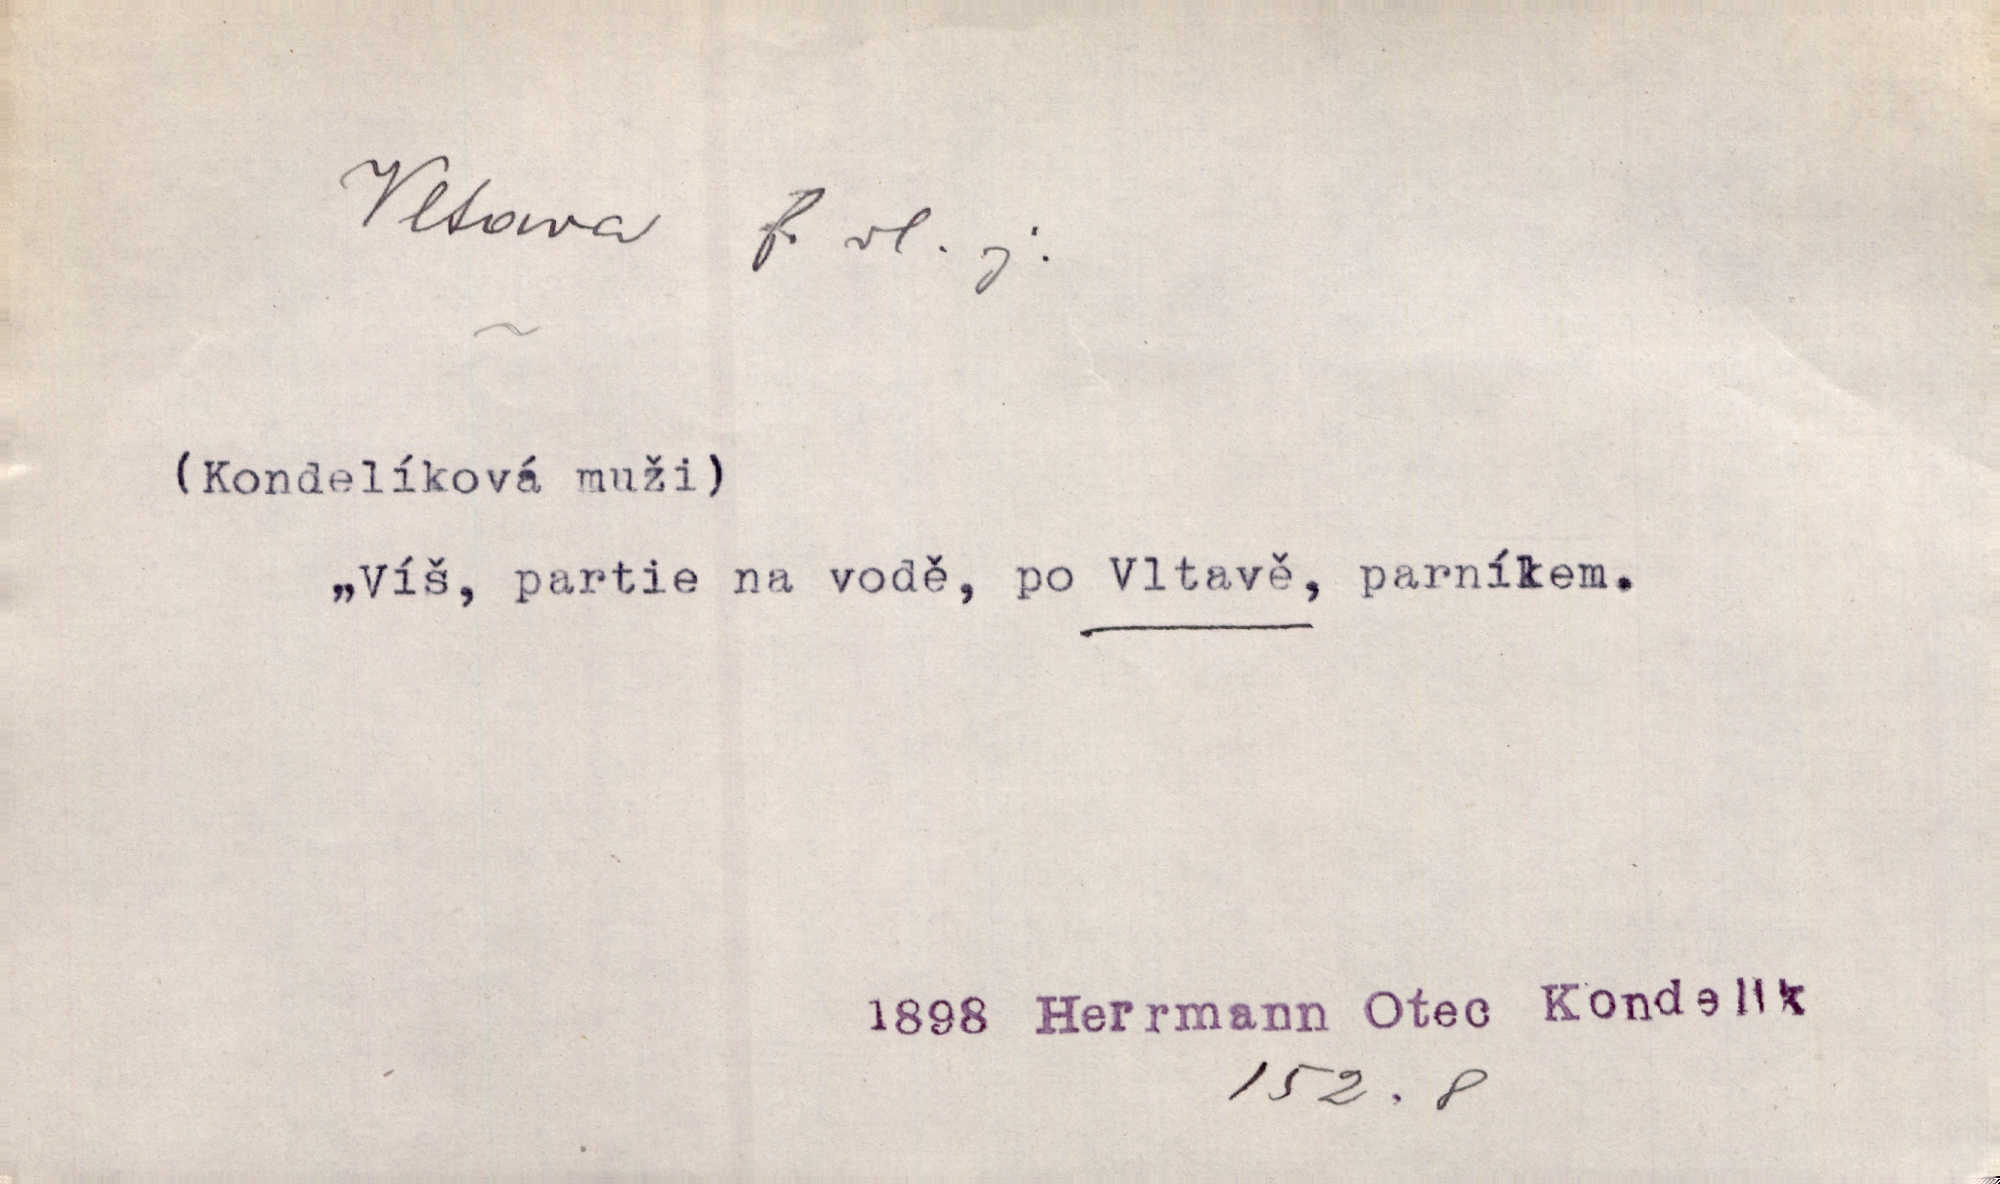 Vltava f. vl. j.
(Kondelíková muži)
„Víš, partie na vodě, po Vltavě, parníkem.
1898 Herrmann Otec Kondelík
152. 8